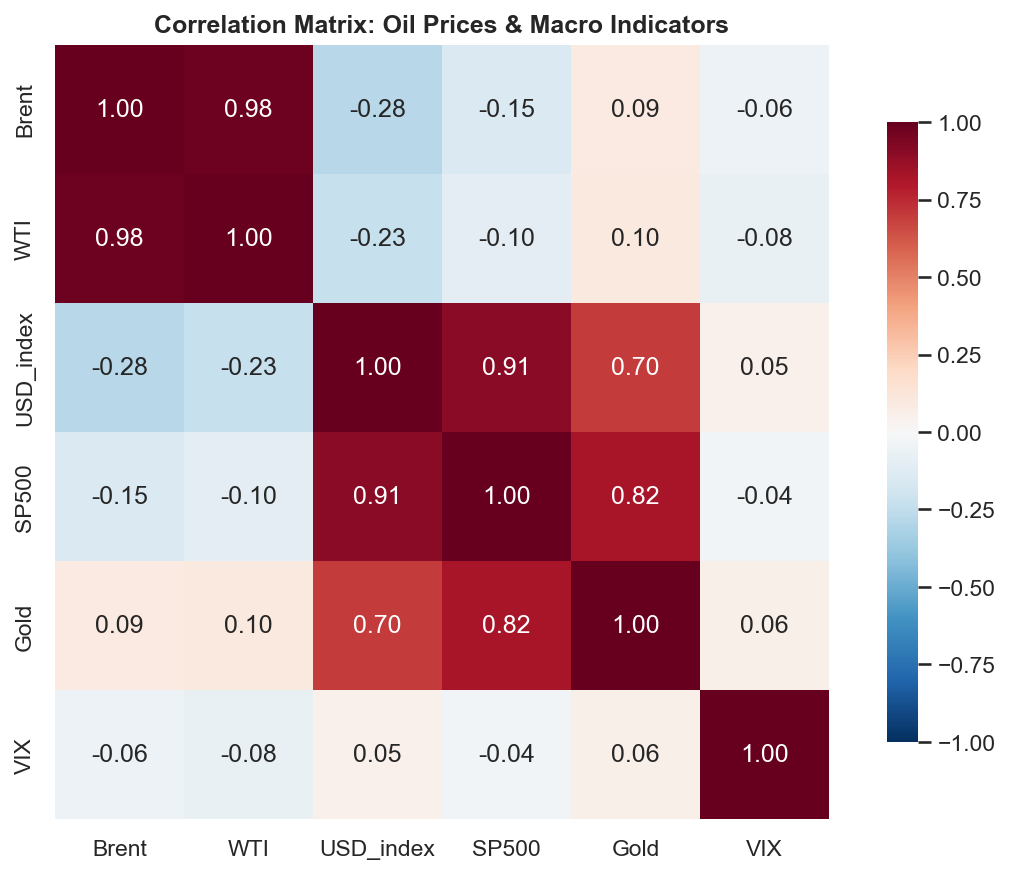 Correlation Matrix: Oil Prices & Macro Indicators
Brent 1.00 0.98 -0.28 -0.15 0.09 -0.06
WTI 0.98 1.00 -0.23 -0.10 0.10 -0.08
USD_index -0.28 -0.23 1.00 0.91 0.70 0.05
SP500 -0.15 -0.10 0.91 1.00 0.82 -0.04
Gold 0.09 0.10 0.70 0.82 1.00 0.06
VIX -0.06 -0.08 0.05 -0.04 0.06 1.00
Brent WTI USD_index SP500 Gold VIX
1.00
0.75
0.50
0.25
0.00
−0.25
−0.50
−0.75
−1.00